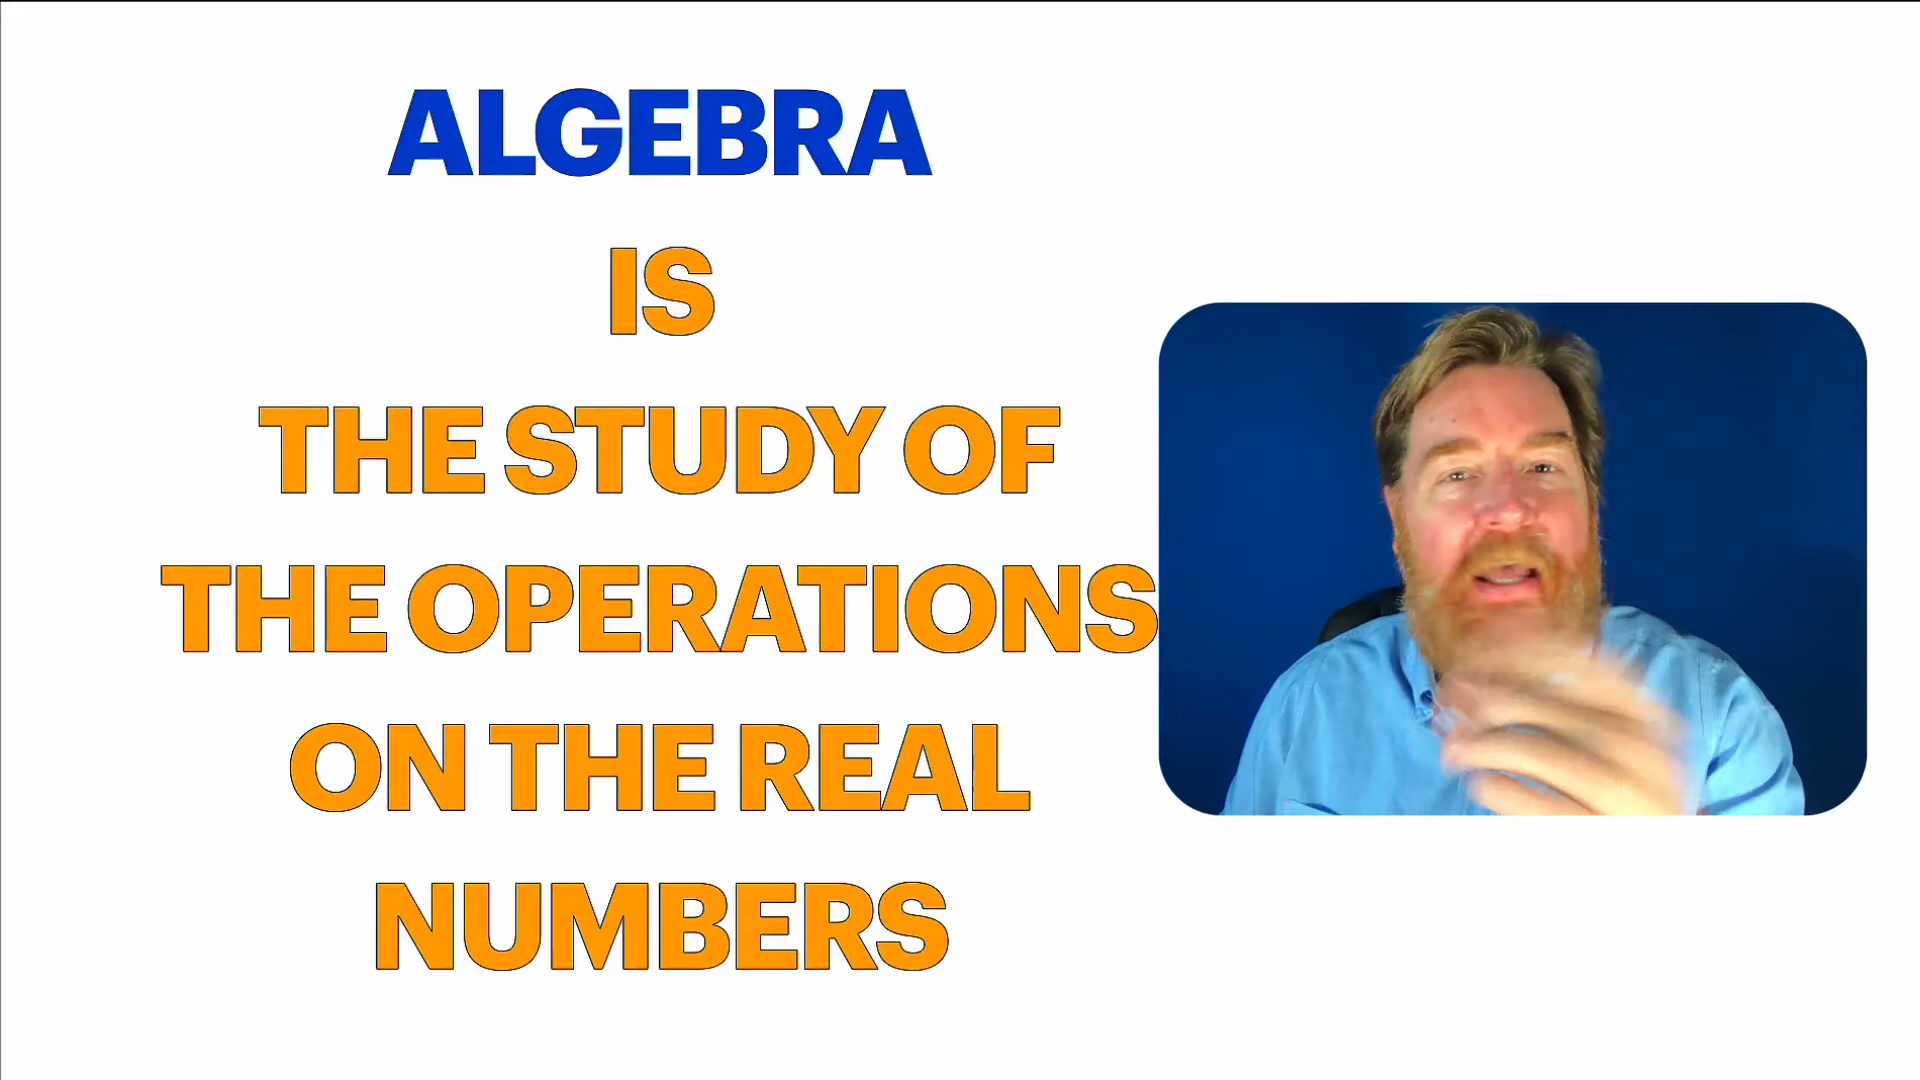 ALGEBRA
IS
THE STUDY OF
THE OPERATIONS
ON THE REAL
NUMBERS